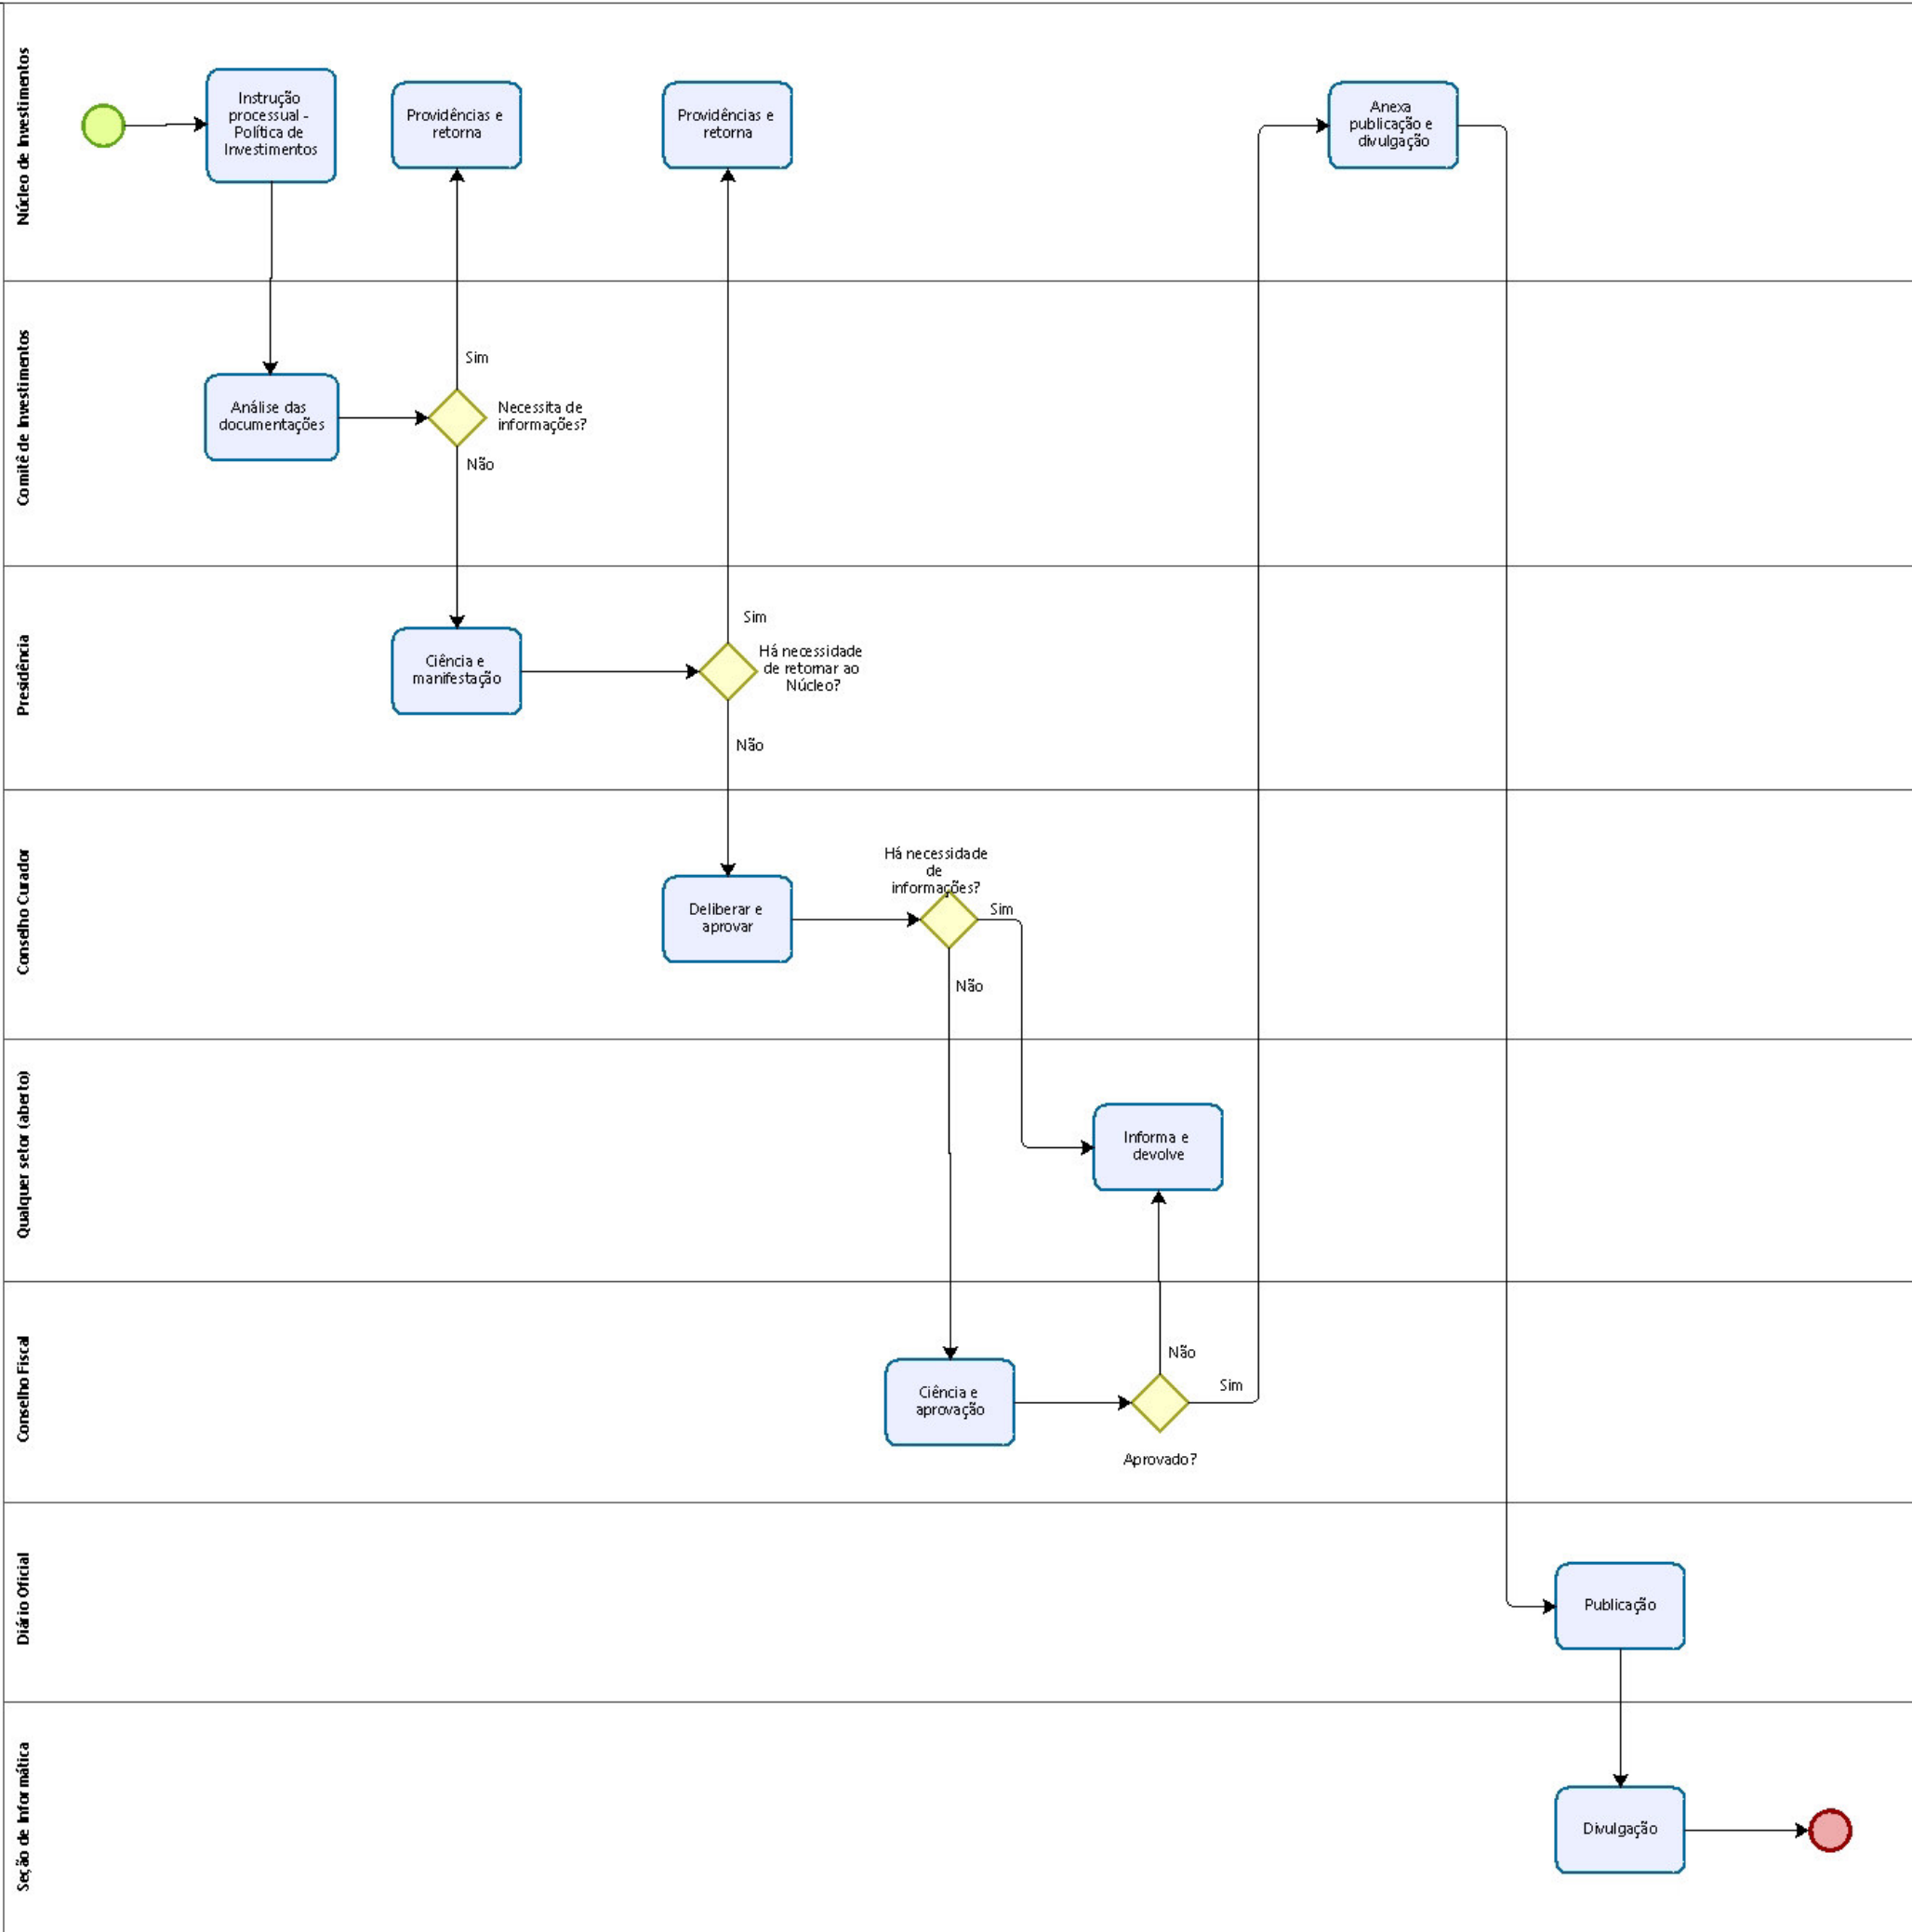 Núcleo de Investimentos
Instrução
processual -
Política de
Investimentos
Providências e
retorna
Providências e
retorna
Anexa
publicação e
divulgação
Comitê de Investimentos
Análise das
documentações
Sim
Necessita de
informações?
Não
Presidência
Ciência e
manifestação
Sim
Há necessidade
de retornar ao
Núcleo?
Não
Conselho Curador
Deliberar e
aprovar
Há necessidade
de
informações?
Sim
Não
Qualquer setor (aberto)
Informa e
devolve
Conselho Fiscal
Ciência e
aprovação
Não
Sim
Aprovado?
Diário Oficial
Publicação
Seção de Informática
Divulgação